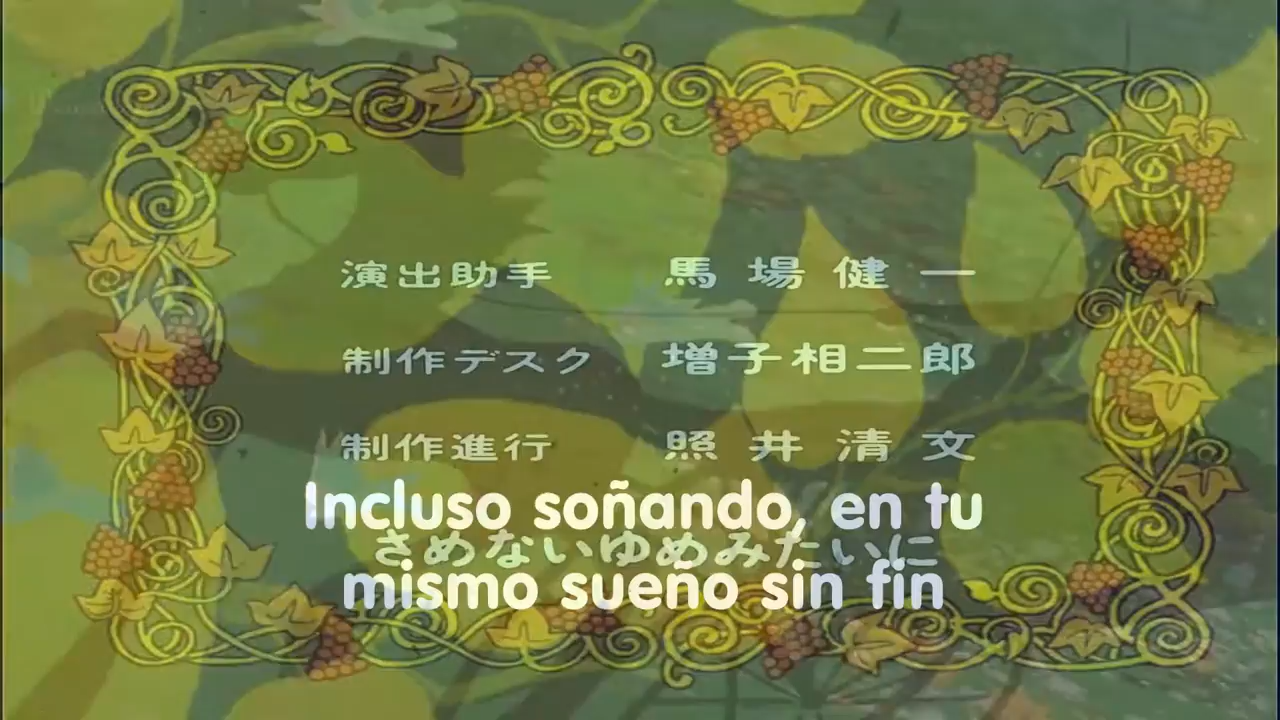 演出助手 馬場健一
制作デスク 増子相二郎
制作進行 照井清文
Incluso soñando, en tu
さめないゆめみたいに
mismo sueño sin fin